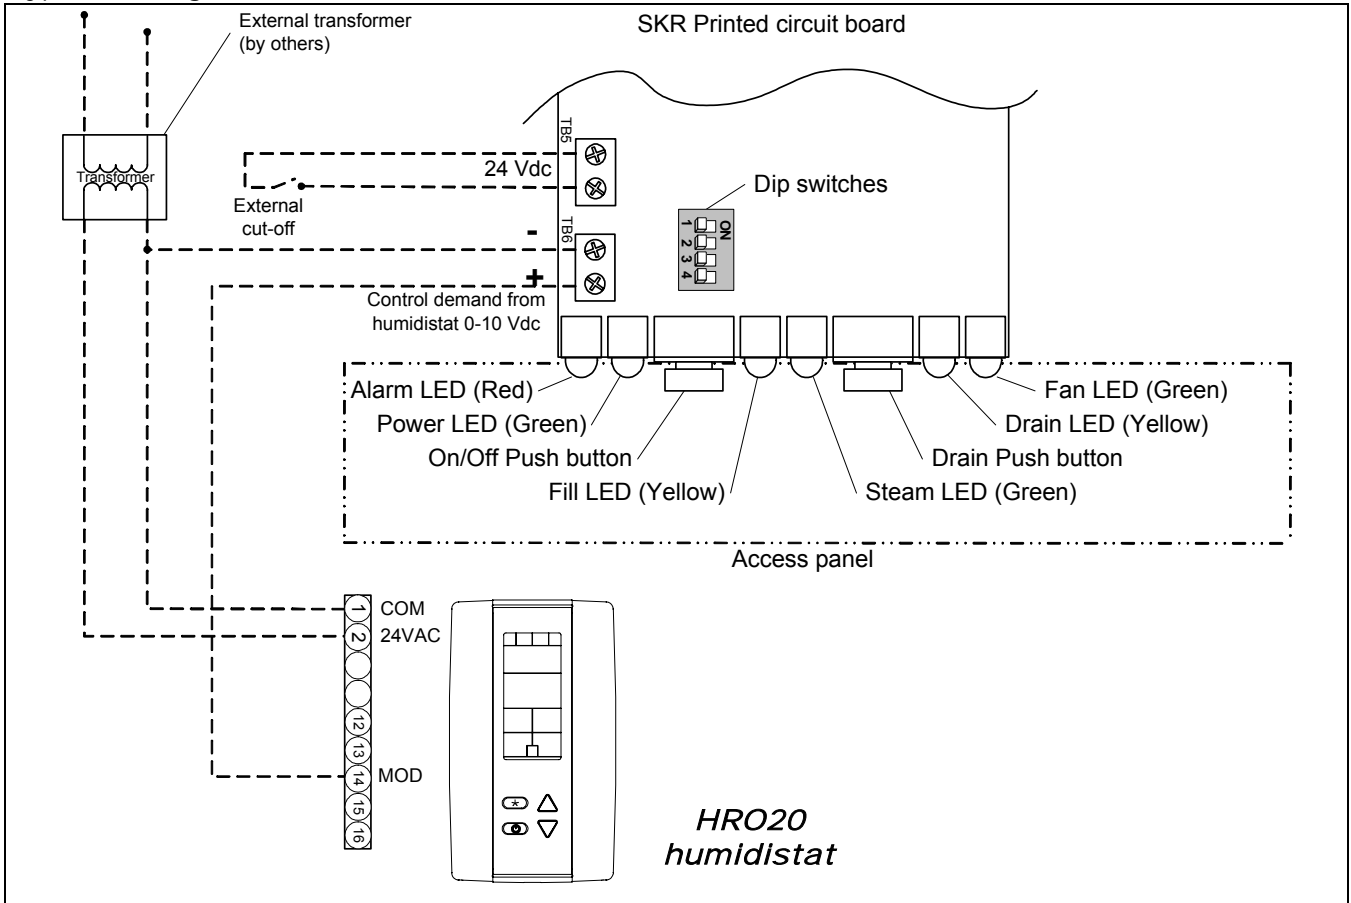 External transformer
(by others)
SKR Printed circuit board
Transformer
TB5
24 Vdc
External
cut-off
Dip switches
ON
1
2
3
4
-
TB6
+
Control demand from
humidistat 0-10 Vdc
Alarm LED (Red)
Fan LED (Green)
Power LED (Green)
Drain LED (Yellow)
On/Off Push button
Drain Push button
Fill LED (Yellow)
Steam LED (Green)
Access panel
1 COM
2 24VAC
12
13
14 MOD
15
16
HRO20
humidistat